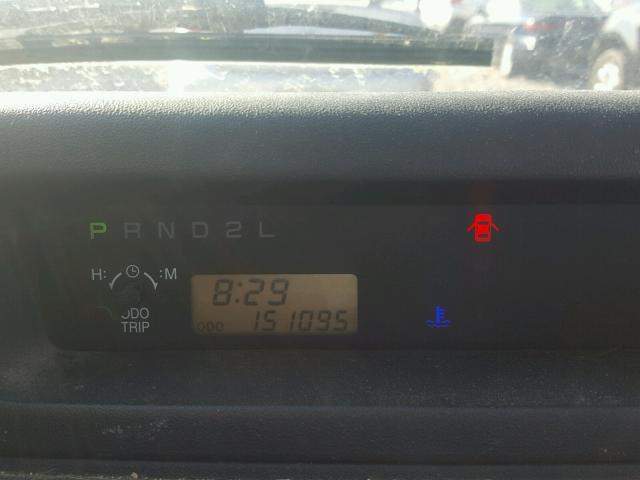 P R N D 2 L
H: :M
ODO
TRIP
8:29
ODO 151095